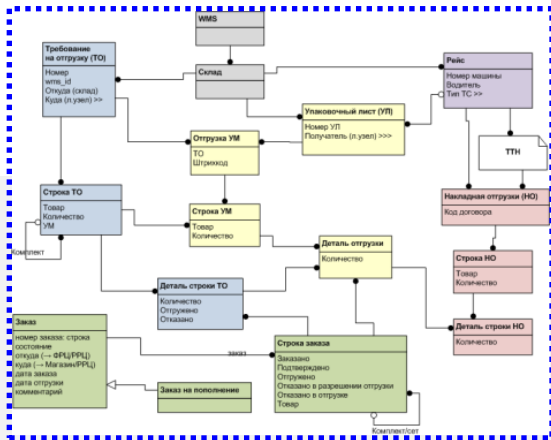 WMS
Требование
на отгрузку (ТО)
Номер
wms_id
Откуда (склад)
Куда (л.узел) >>
Склад
Рейс
Номер машины
Водитель
Тип ТС >>
Упаковочный лист (УЛ)
Номер УЛ
Получатель (л.узел) >>>
Отгрузка УМ
ТО
Штрихкод
ТТН
Строка ТО
Товар
Количество
УМ
Комплект
Строка УМ
Товар
Количество
Накладная отгрузки (НО)
Код договора
Деталь отгрузки
Количество
Строка НО
Товар
Количество
Деталь строки ТО
Количество
Отгружено
Отказано
Деталь строки НО
Количество
Заказ
номер заказа: строка
состояние
откуда (→ ФРЦ/РРЦ)
куда (→ Магазин/РРЦ)
дата заказа
дата отгрузки
комментарий
заказ
Строка заказа
Заказано
Подтверждено
Отгружено
Отказано в разрешении отгрузки
Отказано в отгрузке
Товар
Заказ на пополнение
Комплект/сет